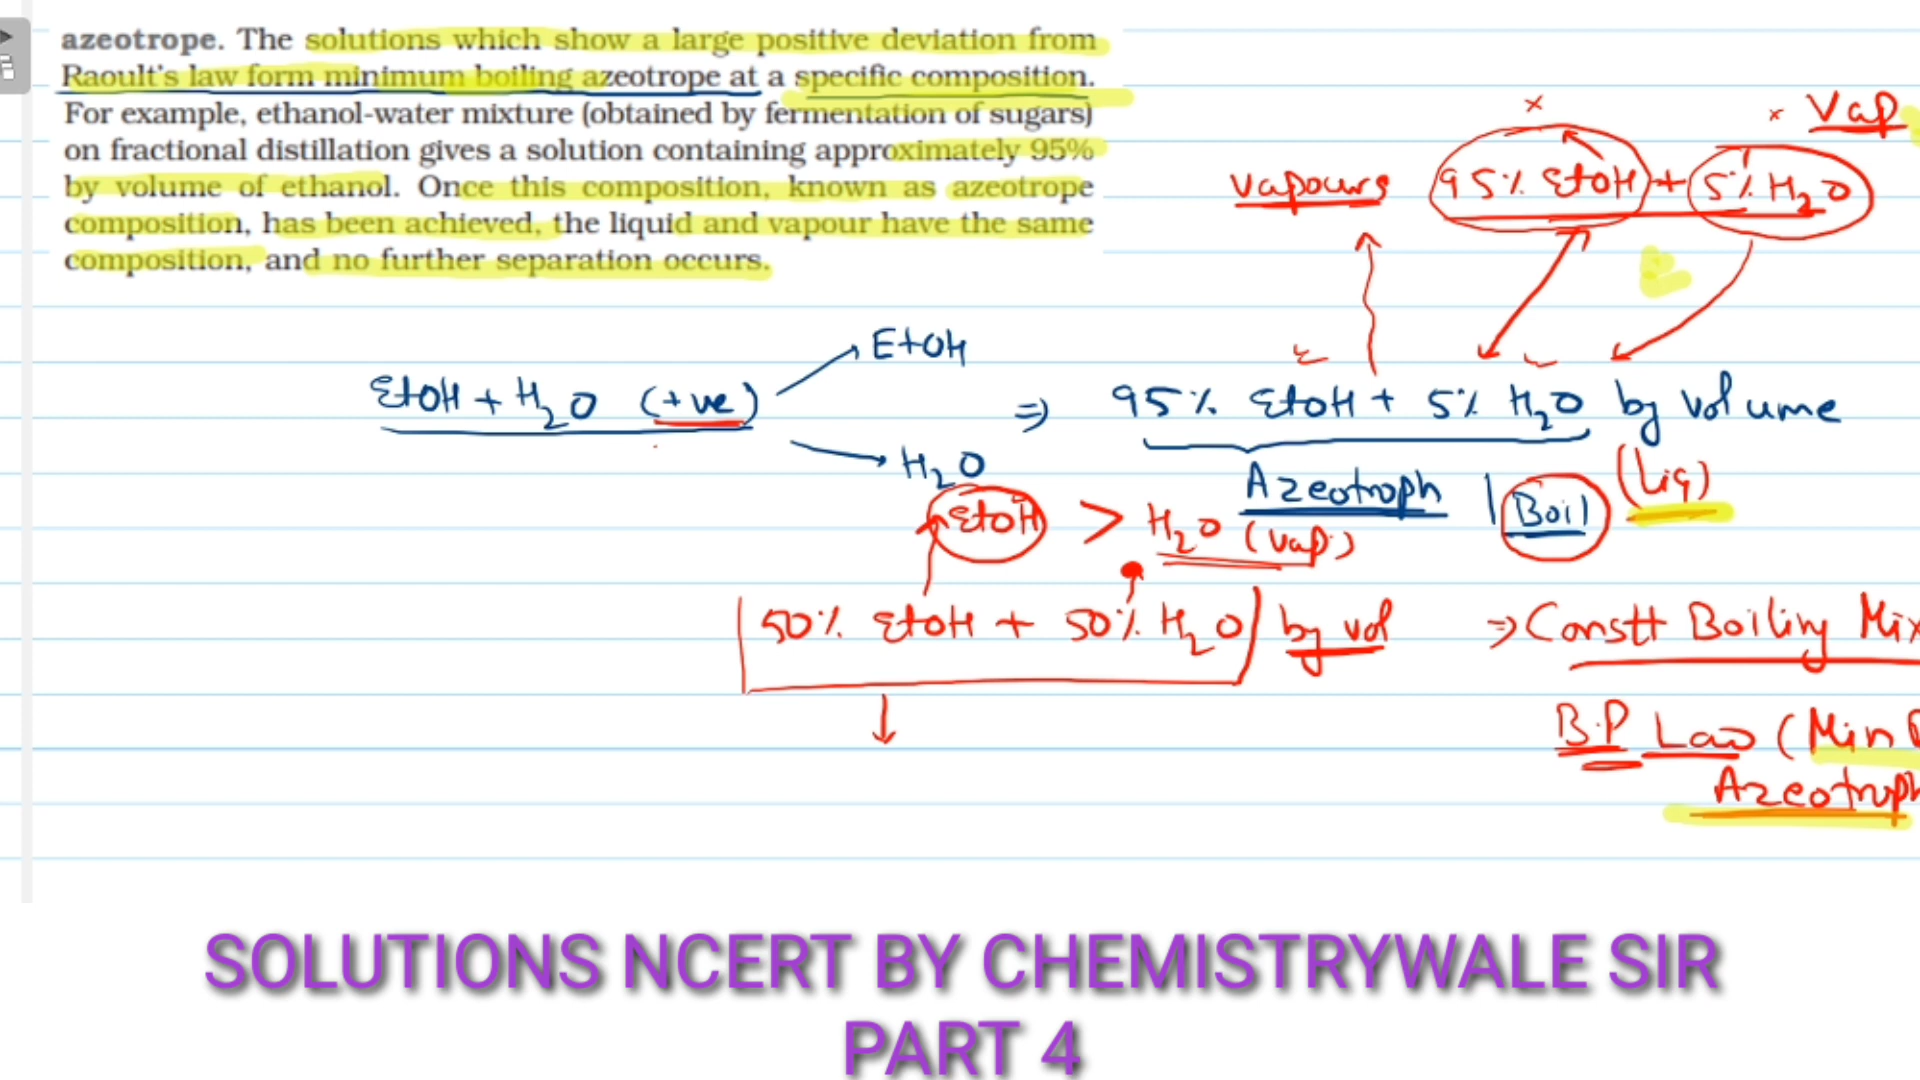 azeotrope. The solutions which show a large positive deviation from
Raoult's law form minimum boiling azeotrope at a specific composition.
For example, ethanol-water mixture (obtained by fermentation of sugars)
on fractional distillation gives a solution containing approximately 95%
by volume of ethanol. Once this composition, known as azeotrope
composition, has been achieved, the liquid and vapour have the same
composition, and no further separation occurs.
x x Vap
Vapours 95% EtOH + 5% H2O
EtOH
EtOH + H2O (+ve) ⇒ 95% EtOH + 5% H2O by volume
H2O
Azeotroph | Boil (Liq)
EtOH > H2O (vap.)
50% EtOH + 50% H2O by vol ⇒ Constt Boiling Mix
B.P Law (Min
Azeotroph
SOLUTIONS NCERT BY CHEMISTRYWALE SIR
PART 4